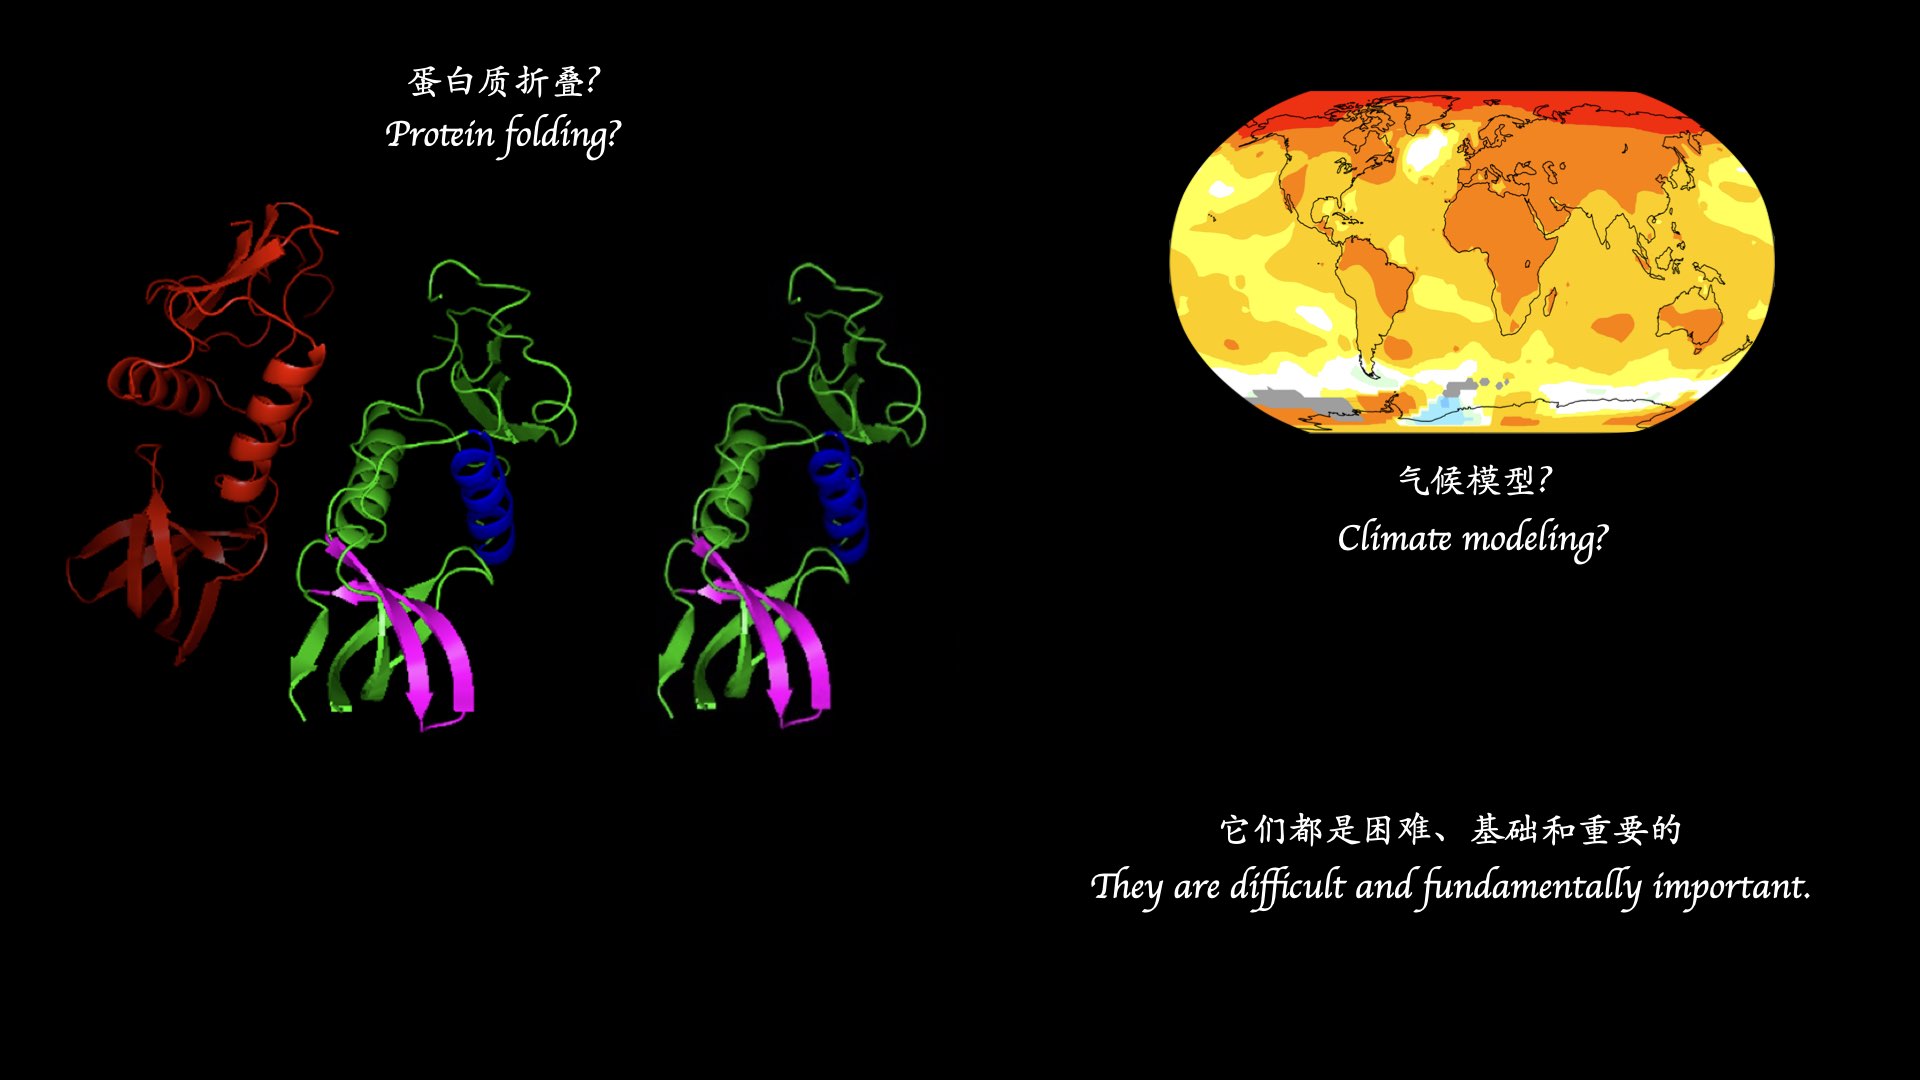 蛋白质折叠?
Protein folding?
气候模型?
Climate modeling?
它们都是困难、基础和重要的
They are difficult and fundamentally important.